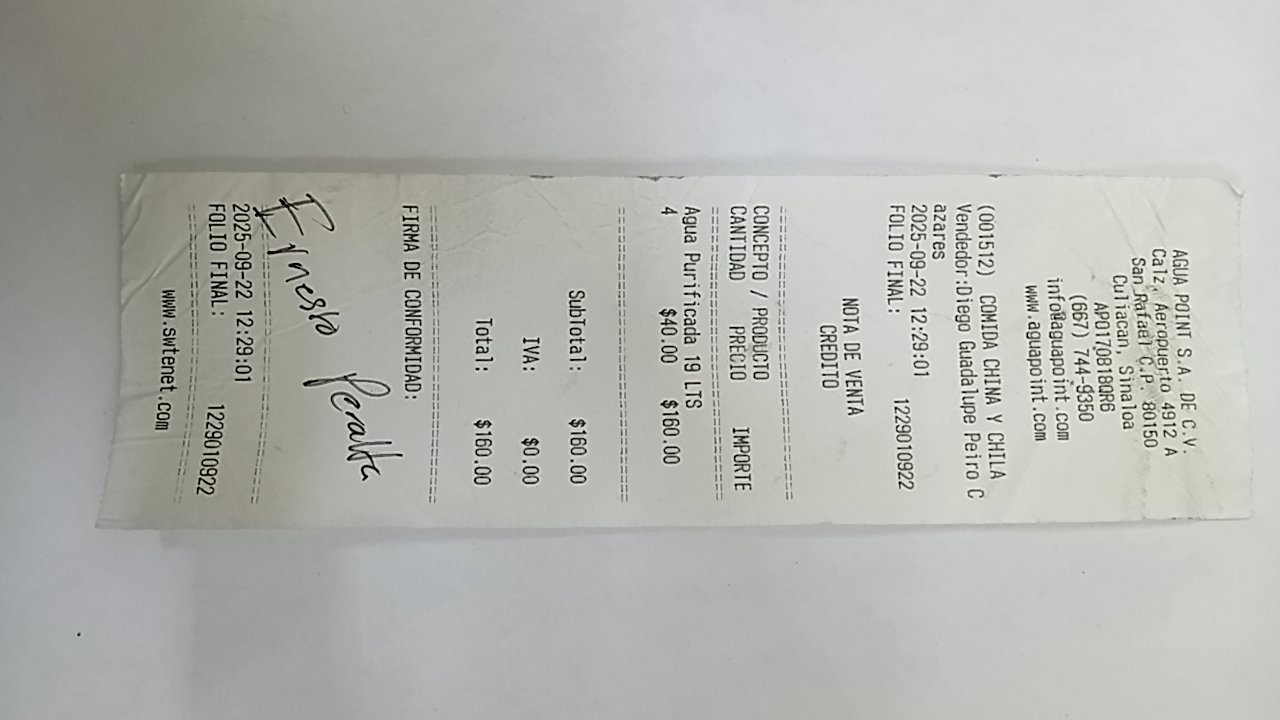 AGUA POINT S.A. DE C.V.
Calz. Aeropuerto 4912 A
San Rafael C.P. 80150
Culiacan, Sinaloa
APO170818QR6
(667) 744-9350
info@aguapoint.com
www.aguapoint.com
(001512) COMIDA CHINA Y CHILA
Vendedor:Diego Guadalupe Peiro C
azares
2025-09-22 12:29:01
FOLIO FINAL: 1229010922
NOTA DE VENTA
CREDITO
CONCEPTO / PRODUCTO
CANTIDAD PRECIO IMPORTE
Agua Purificada 19 LTS
4 $40.00 $160.00
SubTotal: $160.00
IVA: $0.00
Total: $160.00
FIRMA DE CONFORMIDAD:
Ernesto Peralta
2025-09-22 12:29:01
FOLIO FINAL: 1229010922
www.swtenet.com